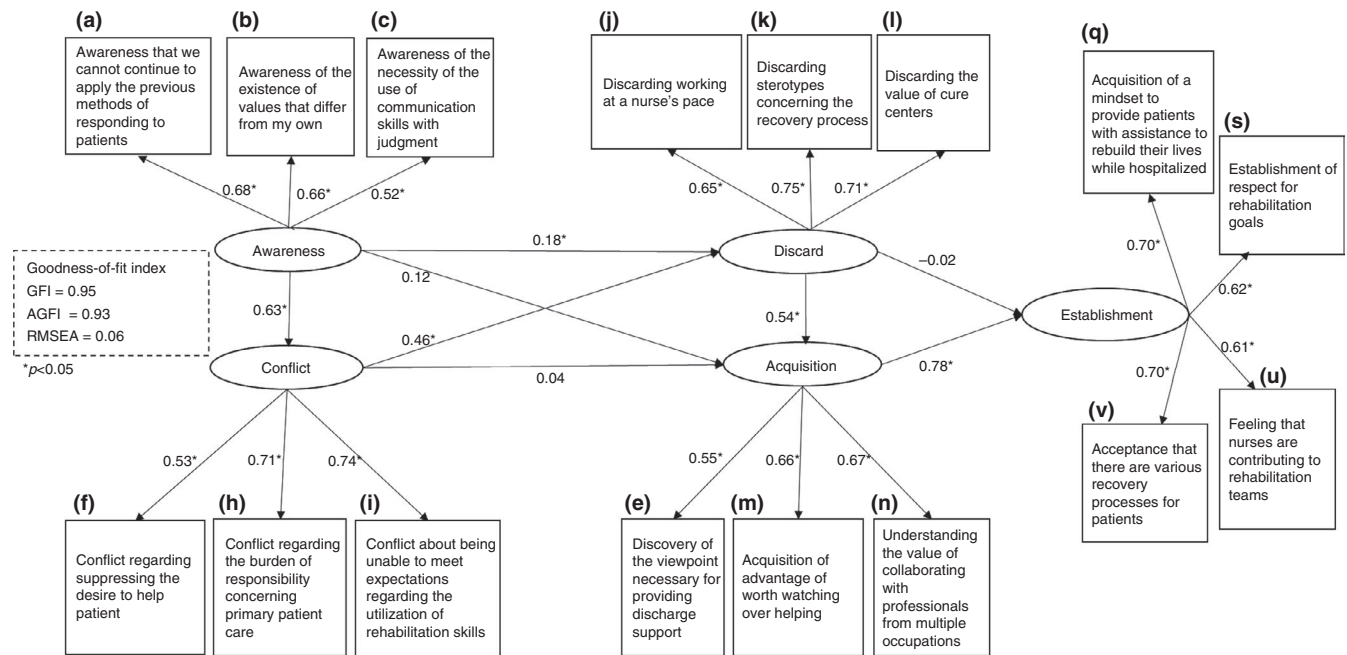 (a)
Awareness that we
cannot continue to
apply the previous
methods of
responding to
patients
(b)
Awareness of the
existence of
values that differ
from my own
(c)
Awareness of the
necessity of the
use of
communication
skills with
judgment
(j)
Discarding working
at a nurse's pace
(k)
Discarding
sterotypes
concerning the
recovery process
(l)
Discarding the
value of cure
centers
(q)
Acquisition of a
mindset to
provide patients
with assistance to
rebuild their lives
while hospitalized
(s)
Establishment of
respect for
rehabilitation
goals
0.68*
0.66*
0.52*
0.65*
0.75*
0.71*
0.70*
0.62*
Awareness
0.18*
Discard
–0.02
0.12
Goodness-of-fit index
GFI = 0.95
AGFI = 0.93
RMSEA = 0.06
*p<0.05
0.63*
0.54*
Establishment
0.46*
Conflict
0.04
Acquisition
0.78*
0.61*
0.70*
0.53*
0.71*
0.74*
0.55*
0.66*
0.67*
(f)
Conflict regarding
suppressing the
desire to help
patient
(h)
Conflict regarding
the burden of
responsibility
concerning
primary patient
care
(i)
Conflict about being
unable to meet
expectations
regarding the
utilization of
rehabilitation skills
(e)
Discovery of
the viewpoint
necessary for
providing
discharge
support
(m)
Acquisition of
advantage of
worth watching
over helping
(n)
Understanding
the value of
collaborating
with
professionals
from multiple
occupations
(v)
Acceptance that
there are various
recovery
processes for
patients
(u)
Feeling that
nurses are
contributing to
rehabilitation
teams